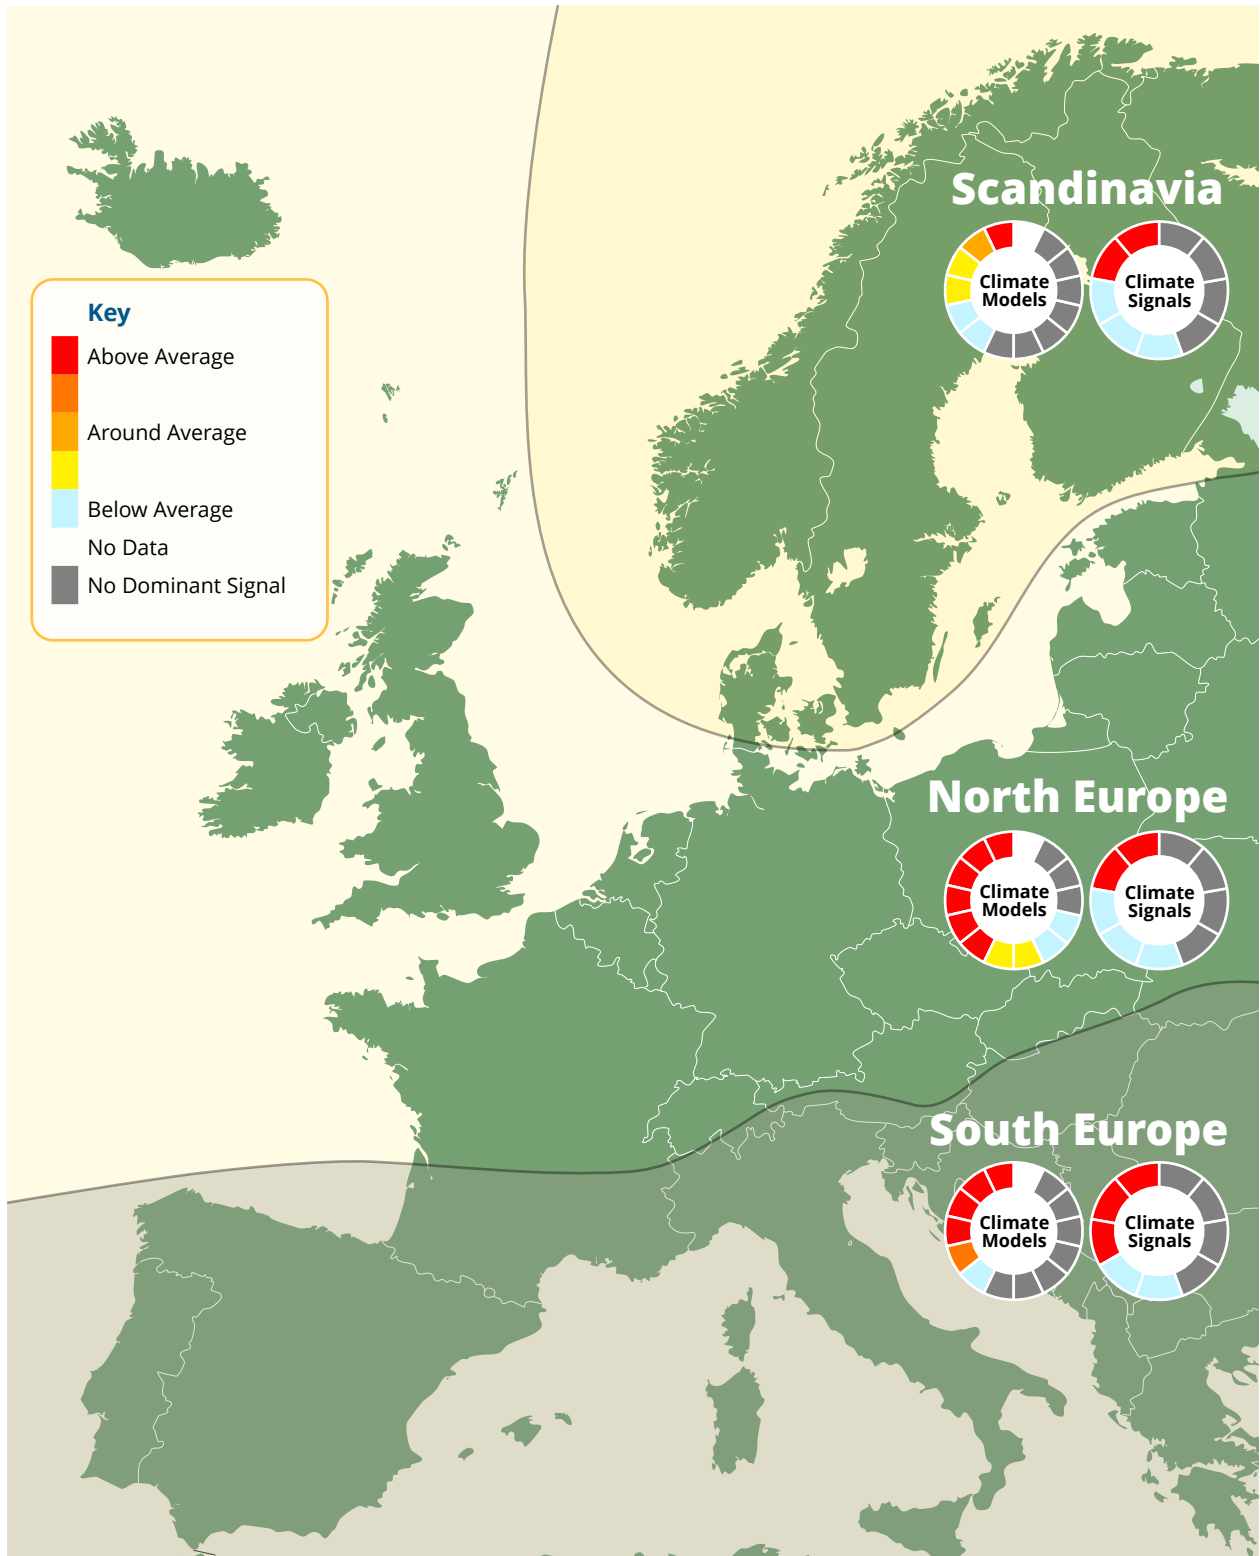 Scandinavia
Climate
Models
Climate
Signals
Key
Above Average
Around Average
Below Average
No Data
No Dominant Signal
North Europe
Climate
Models
Climate
Signals
South Europe
Climate
Models
Climate
Signals